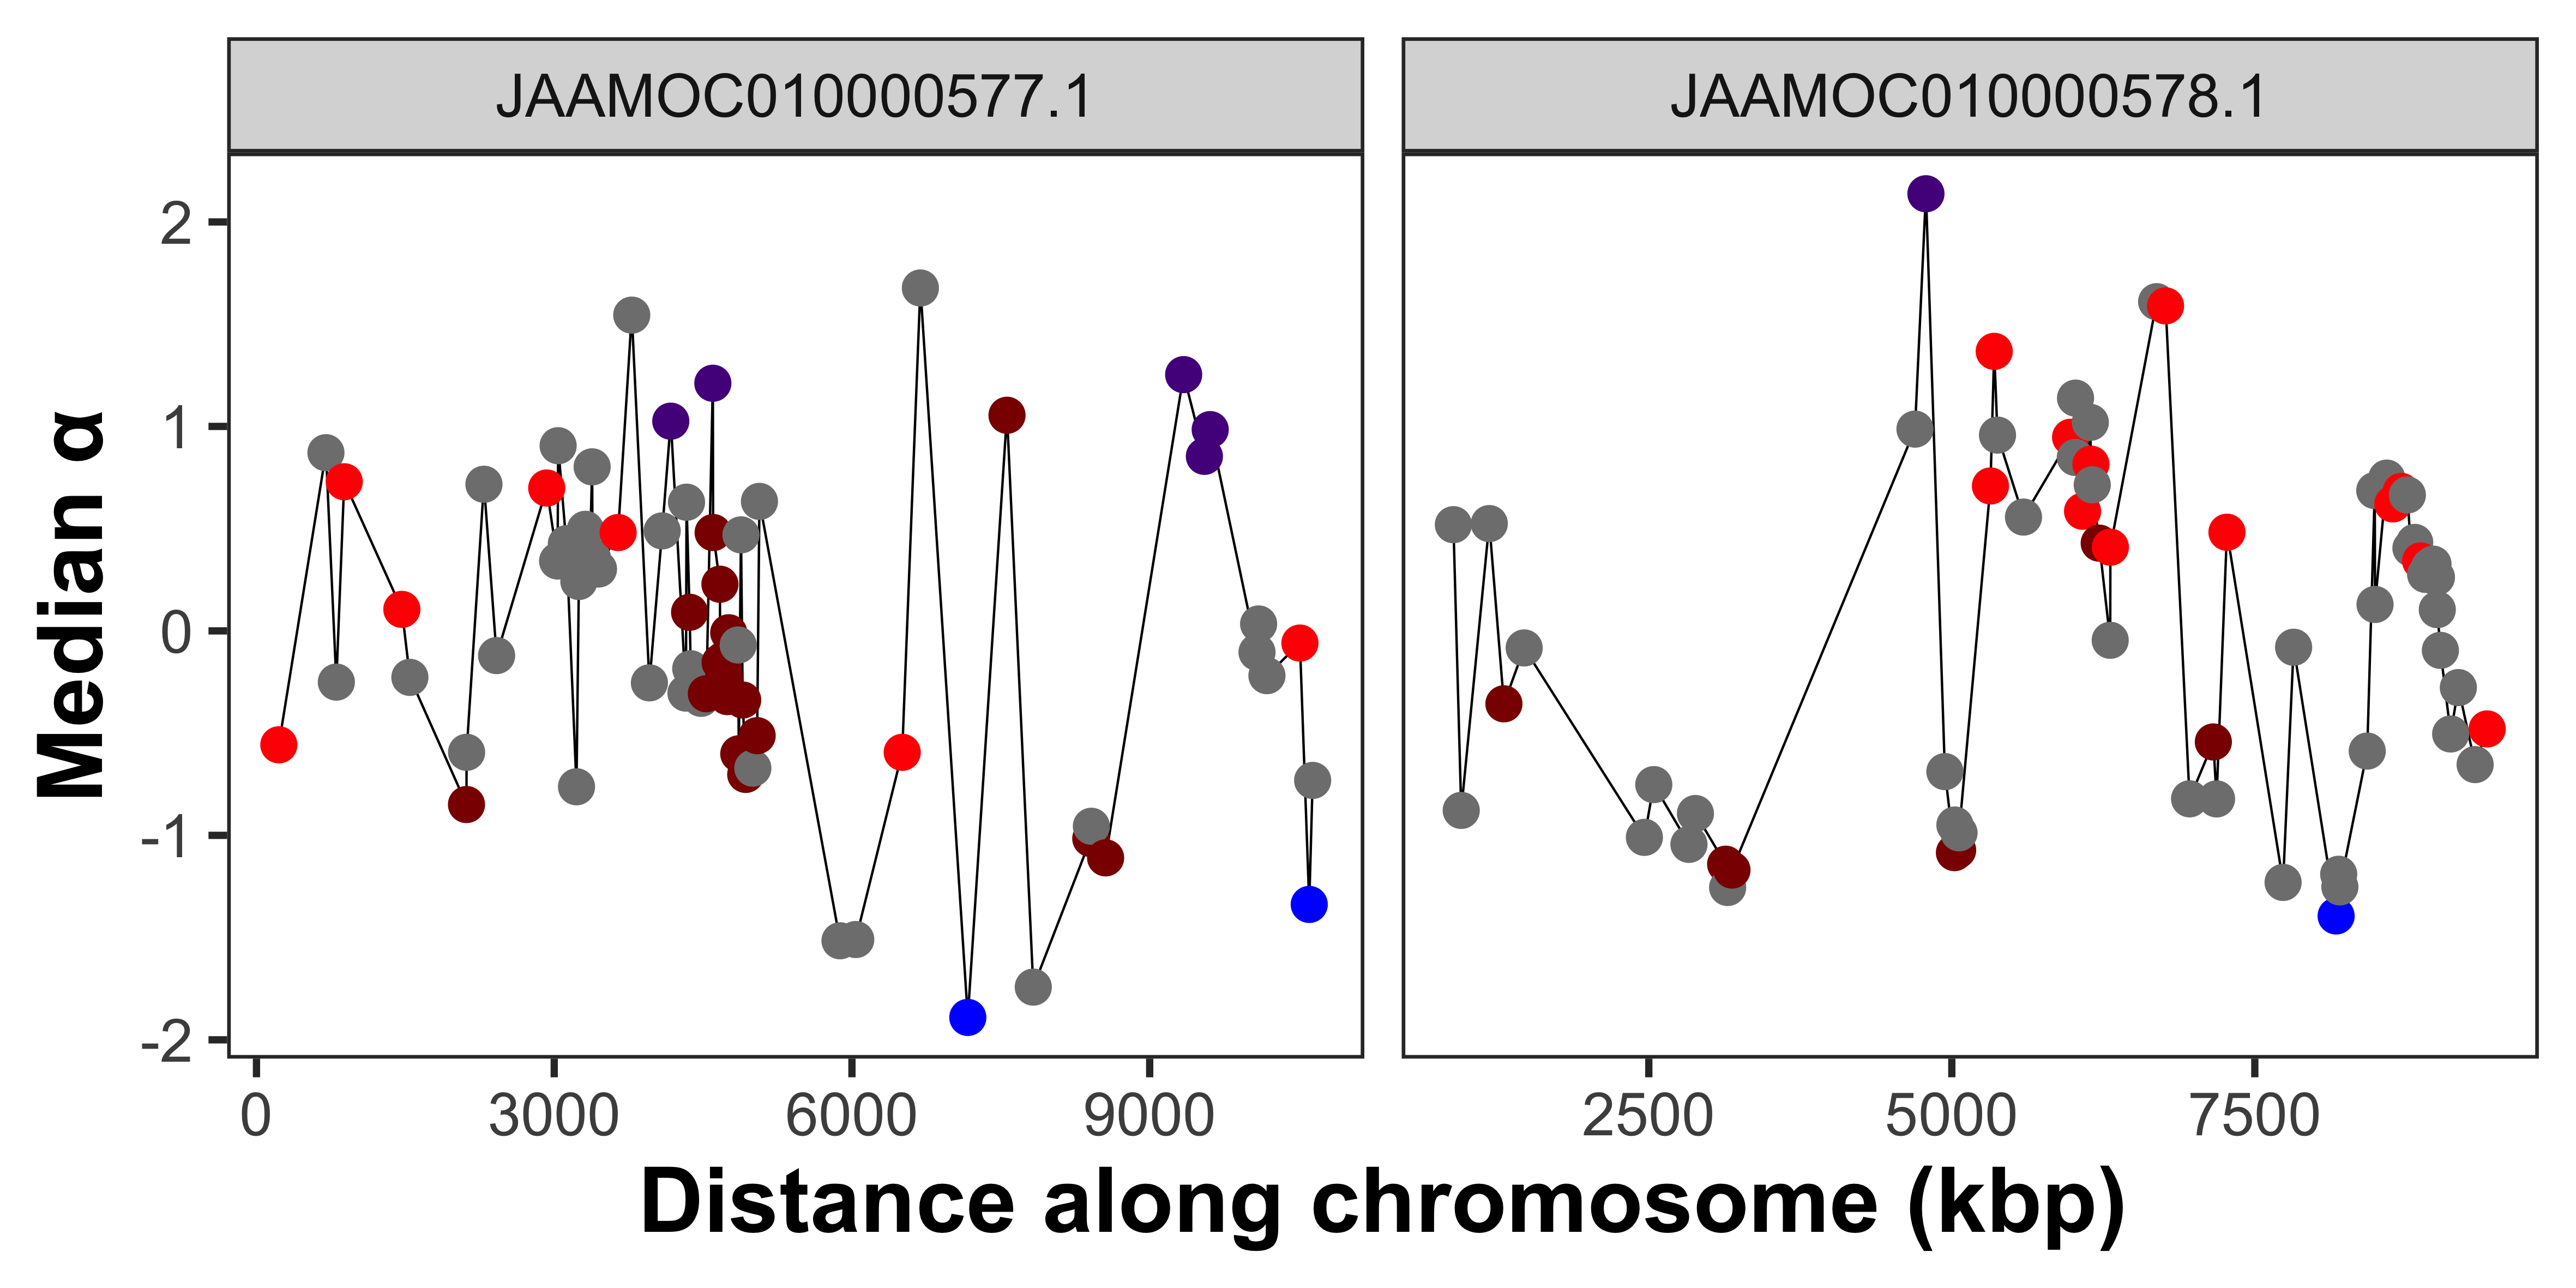 JAAMOC010000577.1
JAAMOC010000578.1
Median α
2
1
0
-1
-2
0 3000 6000 9000
2500 5000 7500
Distance along chromosome (kbp)